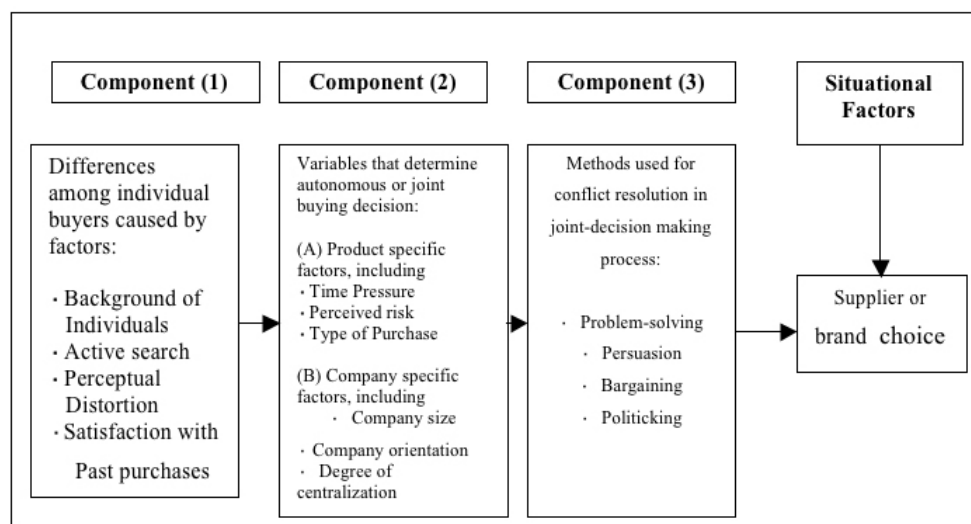 Component (1)
Differences
among individual
buyers caused by
factors:
· Background of
Individuals
· Active search
· Perceptual
Distortion
· Satisfaction with
Past purchases
Component (2)
Variables that determine
autonomous or joint
buying decision:
(A) Product specific
factors, including
· Time Pressure
· Perceived risk
· Type of Purchase
(B) Company specific
factors, including
· Company size
· Company orientation
· Degree of
centralization
Component (3)
Methods used for
conflict resolution in
joint-decision making
process:
· Problem-solving
· Persuasion
· Bargaining
· Politicking
Situational
Factors
Supplier or
brand choice